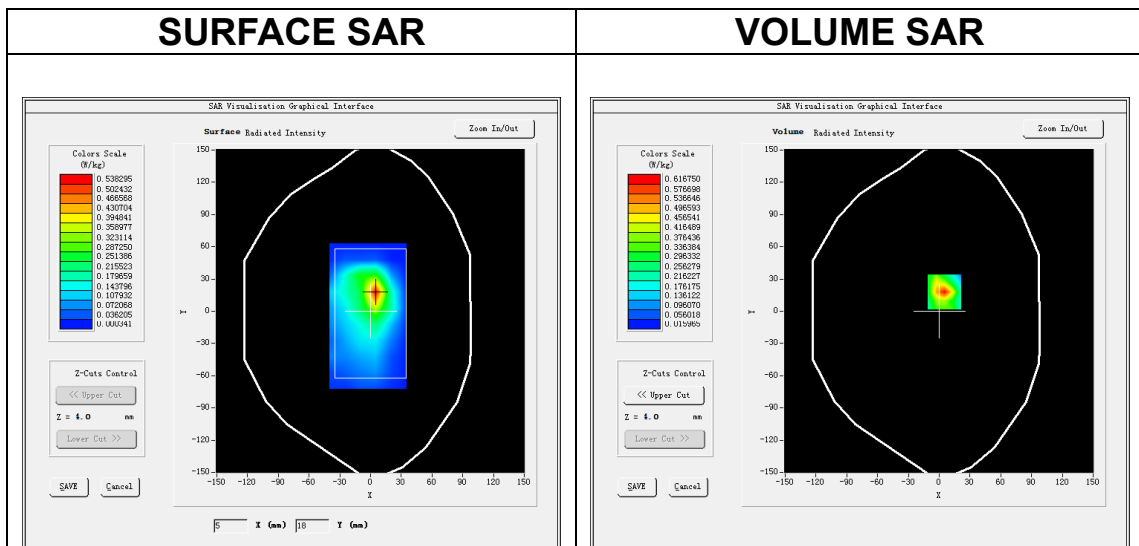 SURFACE SAR
VOLUME SAR
SAR Visualisation Graphical Interface
Surface Radiated Intensity
Zoom In/Out
Colors Scale
(W/kg)
0.538295
0.502432
0.466568
0.430704
0.394841
0.358977
0.323114
0.287250
0.251386
0.215523
0.179659
0.143796
0.107932
0.072068
0.036205
0.000341
150
120
90
60
30
0
-30
-60
-90
-120
-150
Y
-150 -120 -90 -60 -30 0 30 60 90 120 150
X
Z-Cuts Control
<< Upper Cut
Z = 4.0 mm
Lower Cut >>
SAVE Cancel
5 X (mm) 18 Y (mm)
SAR Visualisation Graphical Interface
Volume Radiated Intensity
Zoom In/Out
Colors Scale
(W/kg)
0.616750
0.576698
0.536646
0.496593
0.456541
0.416489
0.376436
0.336384
0.296332
0.256279
0.216227
0.176175
0.136122
0.096070
0.056018
0.015965
150
120
90
60
30
0
-30
-60
-90
-120
-150
Y
-150 -120 -90 -60 -30 0 30 60 90 120 150
X
Z-Cuts Control
<< Upper Cut
Z = 4.0 mm
Lower Cut >>
SAVE Cancel